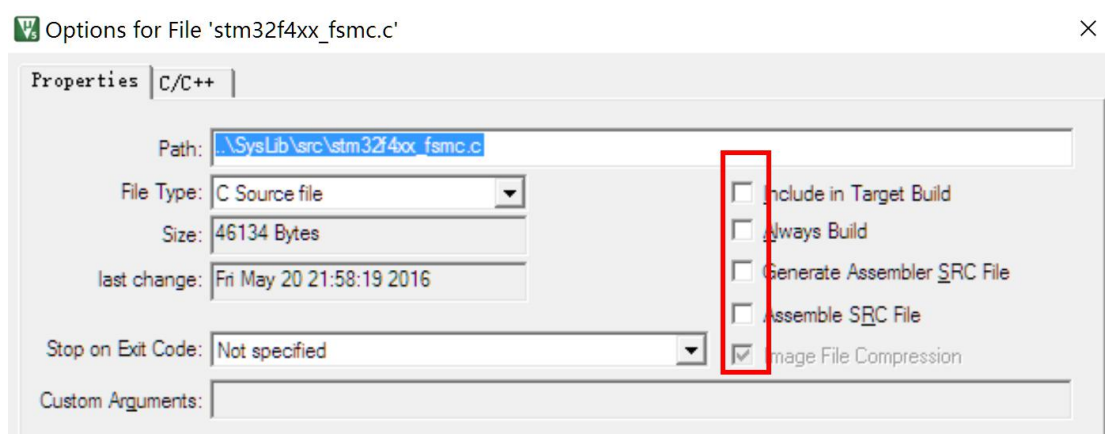 Options for File 'stm32f4xx_fsmc.c'
Properties C/C++
Path: ..\SysLib\src\stm32f4xx_fsmc.c
File Type: C Source file
Include in Target Build
Size: 46134 Bytes
Always Build
last change: Fri May 20 21:58:19 2016
Generate Assembler SRC File
Assemble SRC File
Stop on Exit Code: Not specified
Image File Compression
Custom Arguments: